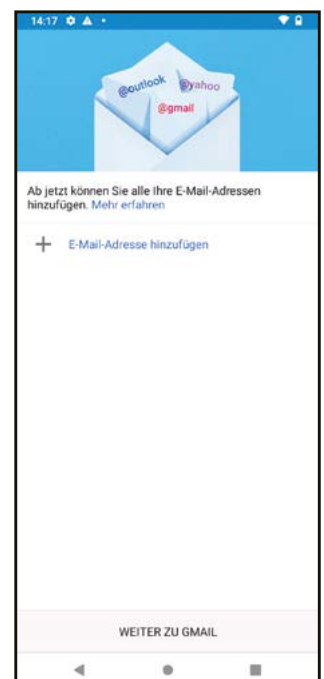 14:17
@outlook
@yahoo
@gmail
Ab jetzt können Sie alle Ihre E-Mail-Adressen
hinzufügen. Mehr erfahren
E-Mail-Adresse hinzufügen
WEITER ZU GMAIL